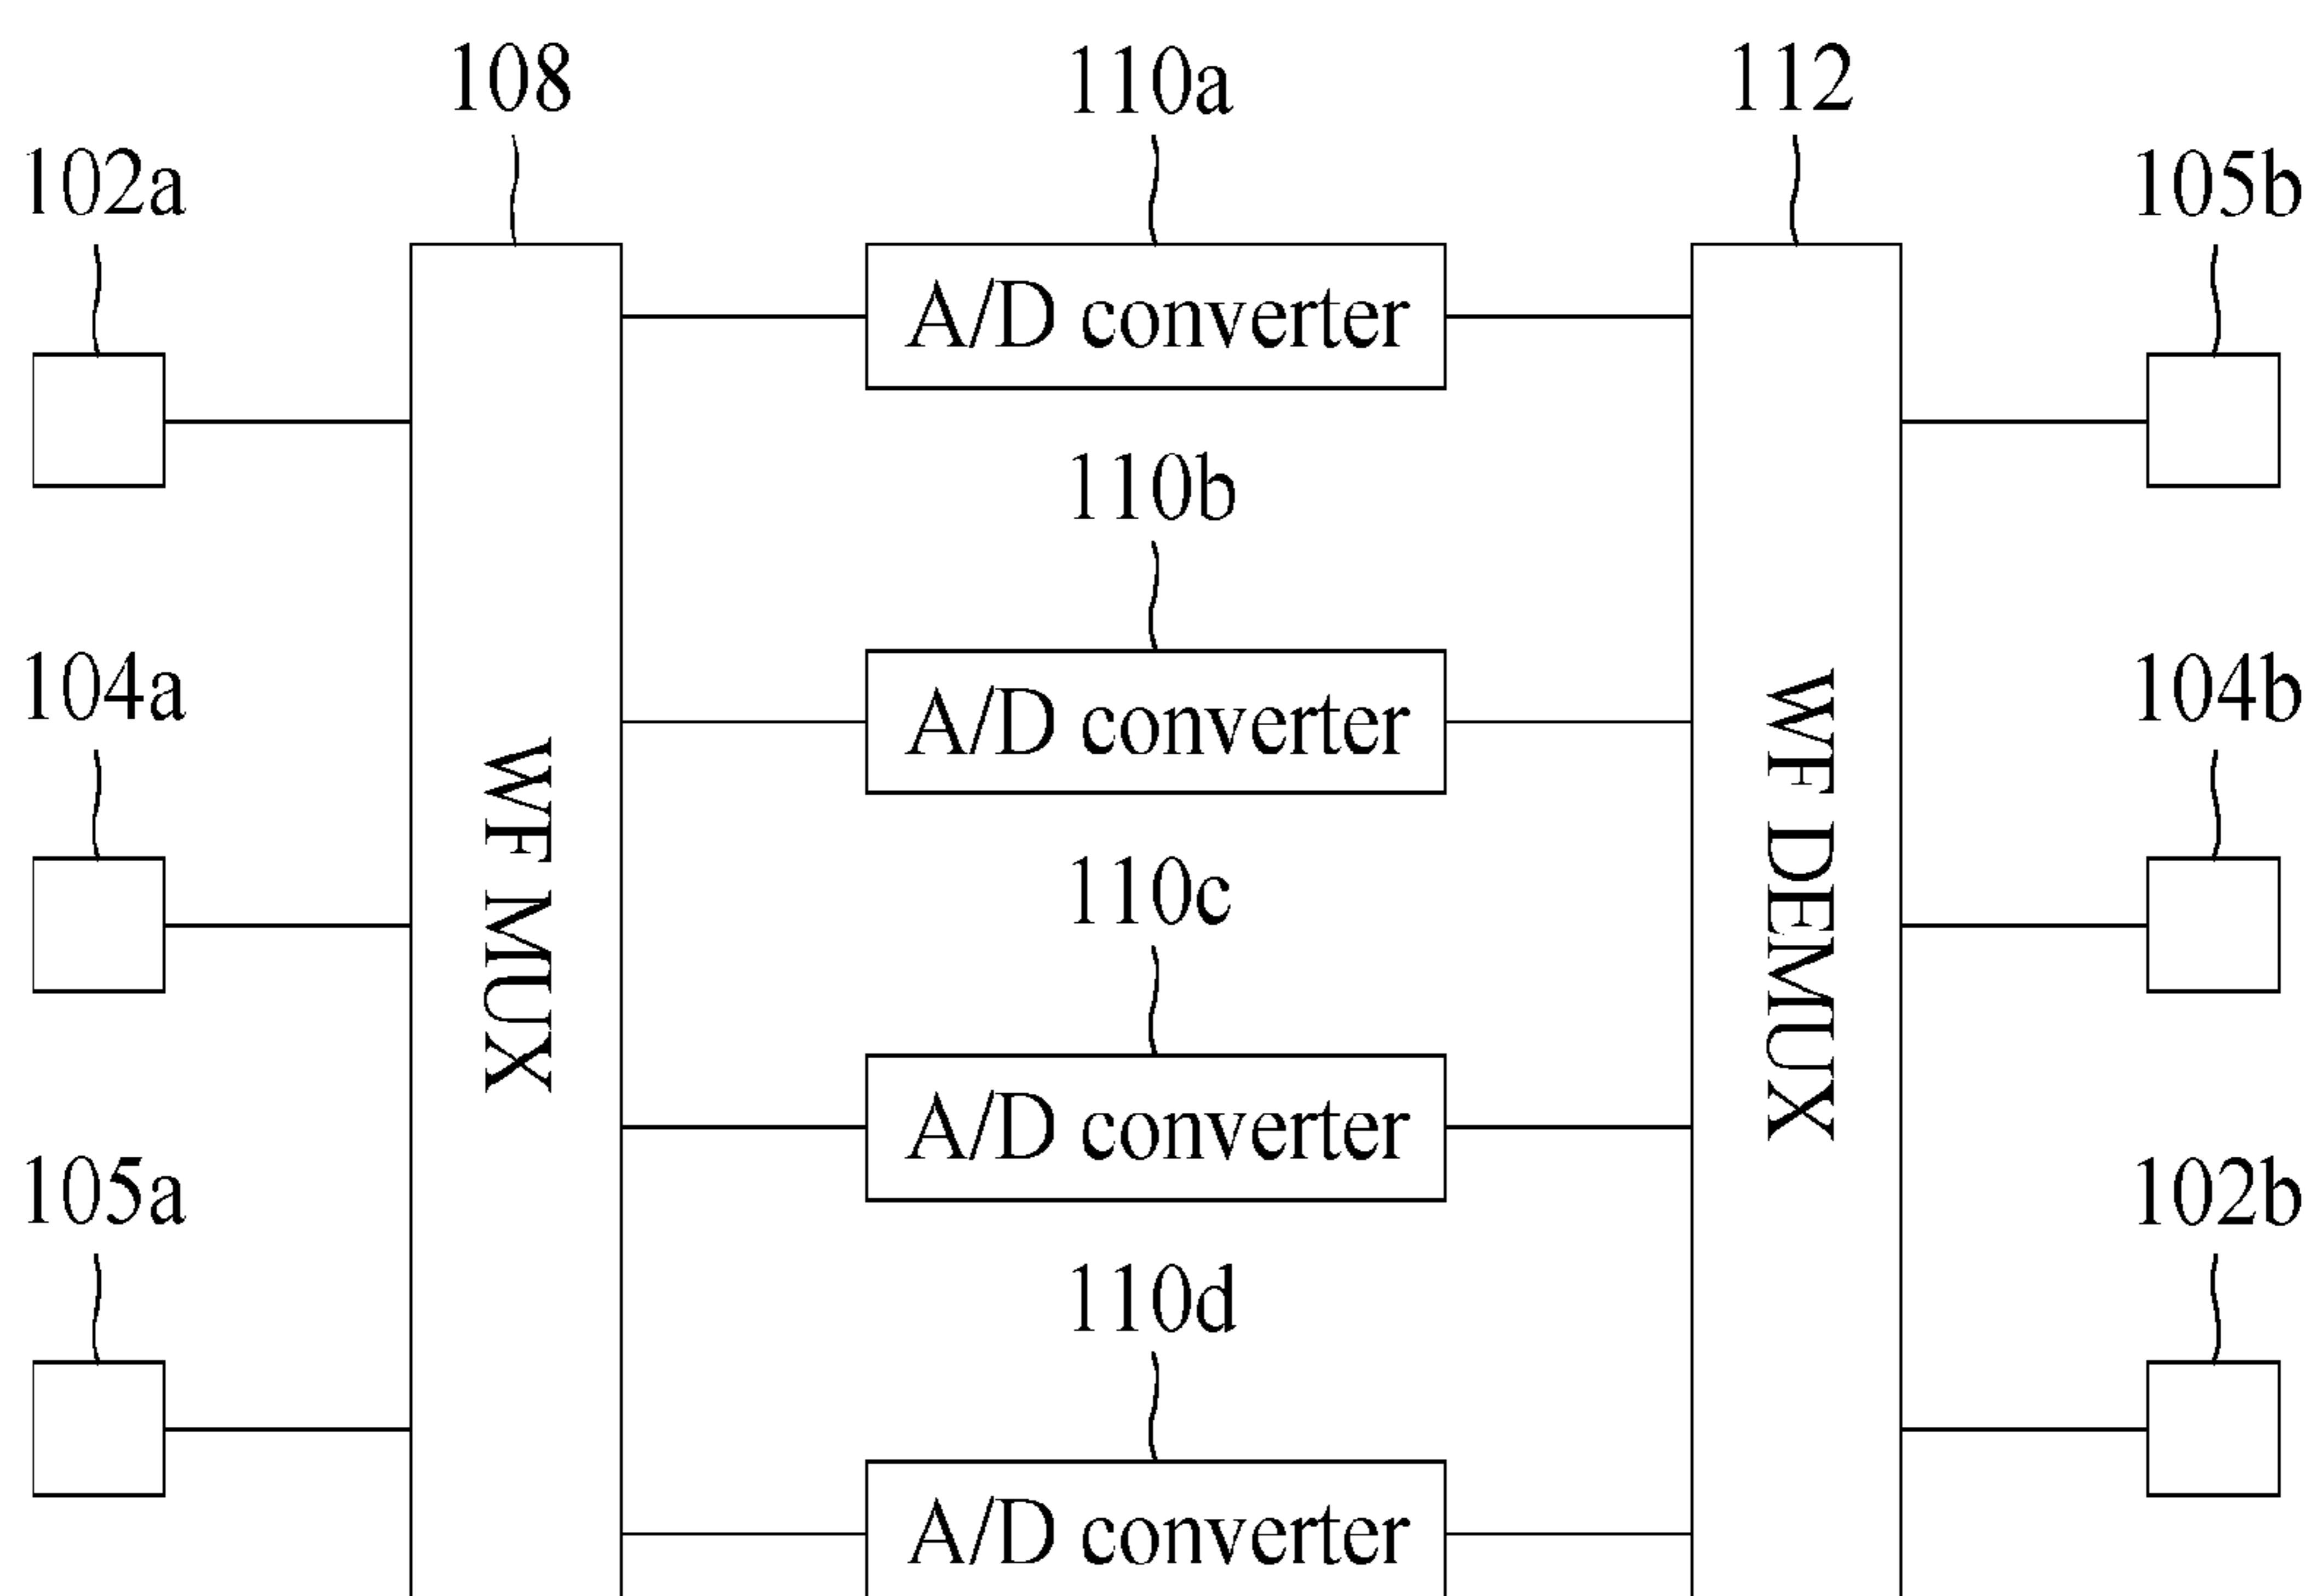 108
110a
112
102a
105b
A/D converter
110b
104a
104b
A/D converter
WF MUX
WF DEMUX
110c
A/D converter
105a
102b
110d
A/D converter